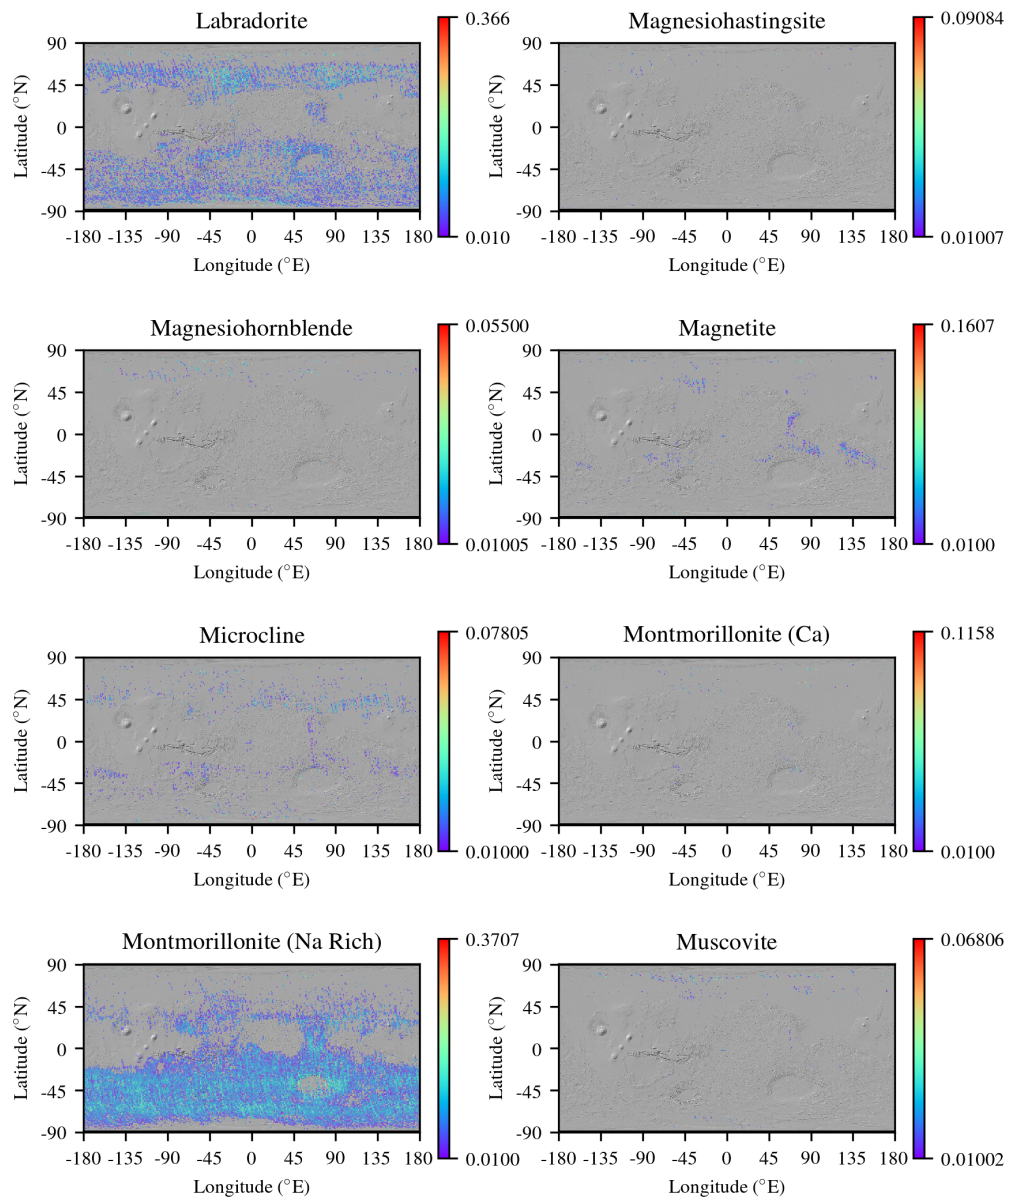 Labradorite
90
45
0
-45
-90
Latitude (°N)
-180 -135 -90 -45 0 45 90 135 180
Longitude (°E)
0.366
0.010
Magnesiohastingsite
90
45
0
-45
-90
Latitude (°N)
-180 -135 -90 -45 0 45 90 135 180
Longitude (°E)
0.09084
0.01007
Magnesiohornblende
90
45
0
-45
-90
Latitude (°N)
-180 -135 -90 -45 0 45 90 135 180
Longitude (°E)
0.05500
0.01005
Magnetite
90
45
0
-45
-90
Latitude (°N)
-180 -135 -90 -45 0 45 90 135 180
Longitude (°E)
0.1607
0.0100
Microcline
90
45
0
-45
-90
Latitude (°N)
-180 -135 -90 -45 0 45 90 135 180
Longitude (°E)
0.07805
0.01000
Montmorillonite (Ca)
90
45
0
-45
-90
Latitude (°N)
-180 -135 -90 -45 0 45 90 135 180
Longitude (°E)
0.1158
0.0100
Montmorillonite (Na Rich)
90
45
0
-45
-90
Latitude (°N)
-180 -135 -90 -45 0 45 90 135 180
Longitude (°E)
0.3707
0.0100
Muscovite
90
45
0
-45
-90
Latitude (°N)
-180 -135 -90 -45 0 45 90 135 180
Longitude (°E)
0.06806
0.01002